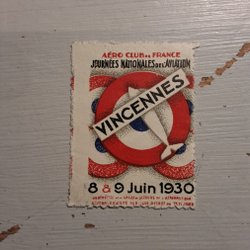 AÉRO CLUB DE FRANCE
JOURNÉES NATIONALES DE L'AVIATION
VINCENNES
8 & 9 Juin 1930